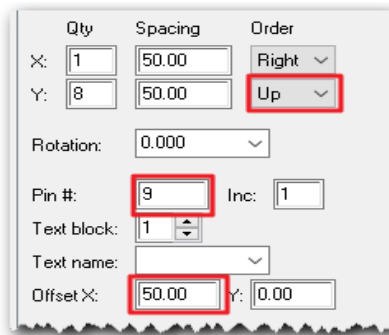 Qty Spacing Order
X: 1 50.00 Right
Y: 8 50.00 Up
Rotation: 0.000
Pin #: 9 Inc: 1
Text block: 1
Text name:
Offset X: 50.00 Y: 0.00